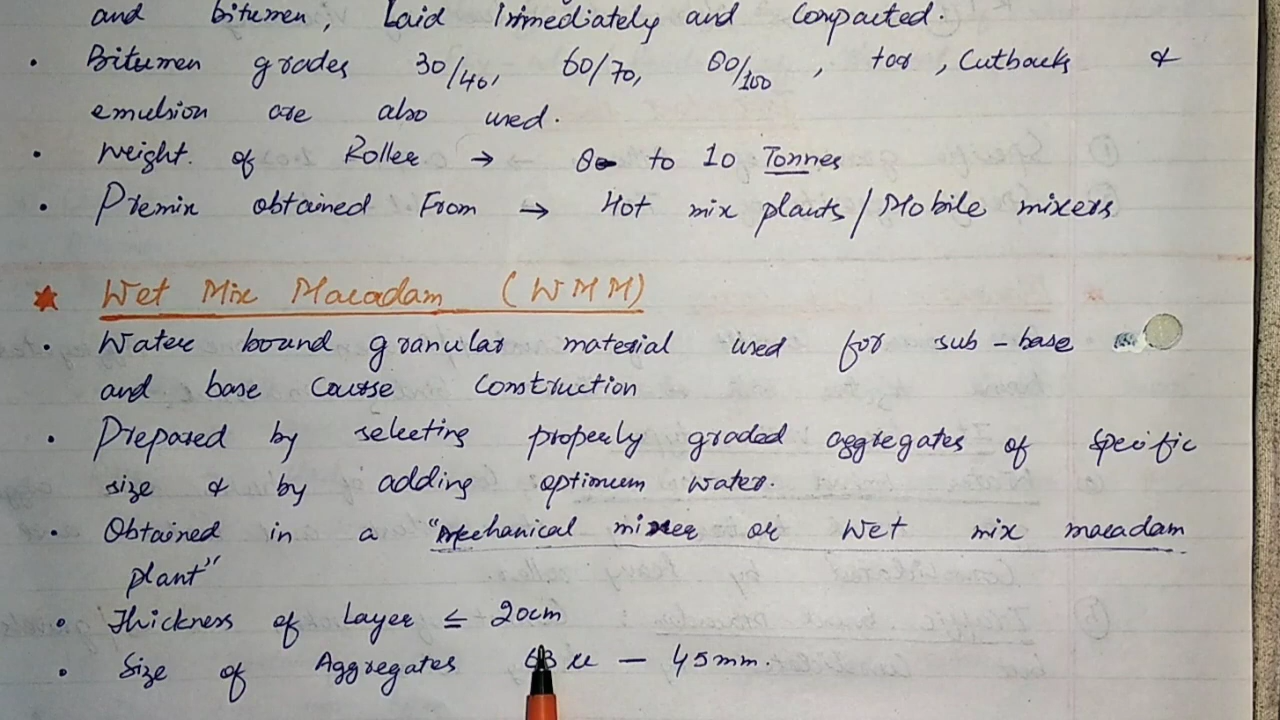 and bitumen, Laid Immediately and Compacted.
• Bitumen grades 30/40, 60/70, 80/100, tar, Cutbacks &
emulsion are also used.
• Weight. of Roller → 8 to 10 Tonnes
• Premix obtained From → Hot mix plants/Mobile mixers
★ Wet Mix Macadam (WMM)
• Water bound granular material used for sub-base
and base Course Construction
• Prepared by selecting properly graded aggregates of Specific
size & by adding optimum water.
• Obtained in a "Mechanical mixer or Wet mix macadam
plant"
• Thickness of Layer ≤ 20cm
• Size of Aggregates — 45mm.